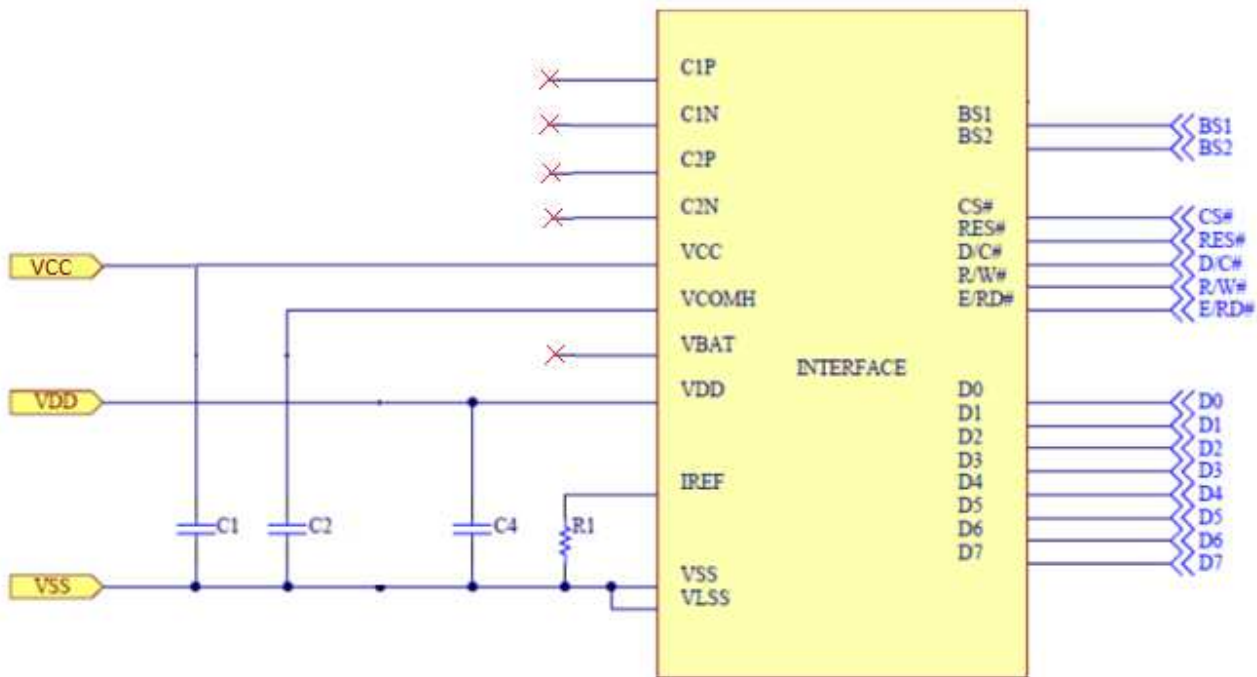 C1P
C1N
C2P
C2N
VCC
VCOMH
VBAT
VDD
IREF
VSS
VLSS
INTERFACE
BS1
BS2
CS#
RES#
D/C#
R/W#
E/RD#
D0
D1
D2
D3
D4
D5
D6
D7
BS1
BS2
CS#
RES#
D/C#
R/W#
E/RD#
D0
D1
D2
D3
D4
D5
D6
D7
VCC
VDD
VSS
C1
C2
C4
R1